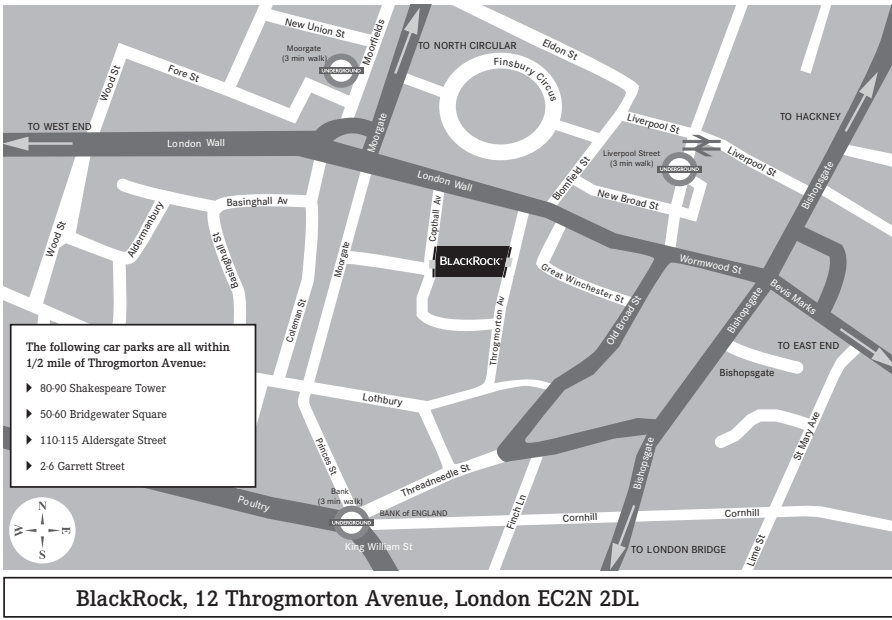 New Union St
Moorfields
Moorgate
(3 min walk)
UNDERGROUND
TO NORTH CIRCULAR
Eldon St
Finsbury Circus
Wood St
Fore St
TO WEST END
London Wall
Moorgate
Liverpool St
TO HACKNEY
Liverpool Street
(3 min walk)
UNDERGROUND
Liverpool St
Bishopsgate
London Wall
Blomfield St
New Broad St
Basinghall Av
Aldermanbury
Copthall Av
Wood St
Basinghall St
Moorgate
BLACKROCK
Great Winchester St
Wormwood St
Bevis Marks
Coleman St
Throgmorton Av
Old Broad St
Bishopsgate
TO EAST END
Bishopsgate
The following car parks are all within
1/2 mile of Throgmorton Avenue:
80-90 Shakespeare Tower
50-60 Bridgewater Square
110-115 Aldersgate Street
2-6 Garrett Street
Lothbury
Princes St
Threadneedle St
Bishopsgate
St Mary Axe
Bank
(3 min walk)
UNDERGROUND
BANK of ENGLAND
Poultry
King William St
Finch Ln
Cornhill
Cornhill
Lime St
TO LONDON BRIDGE
N
W
E
S
BlackRock, 12 Throgmorton Avenue, London EC2N 2DL